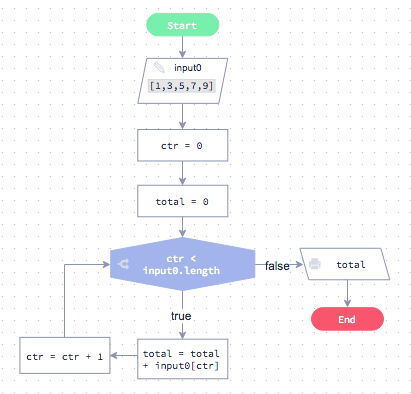 Start
input0
[1,3,5,7,9]
ctr = 0
total = 0
ctr <
input0.length
false
total
true
End
ctr = ctr + 1
total = total
+ input0[ctr]